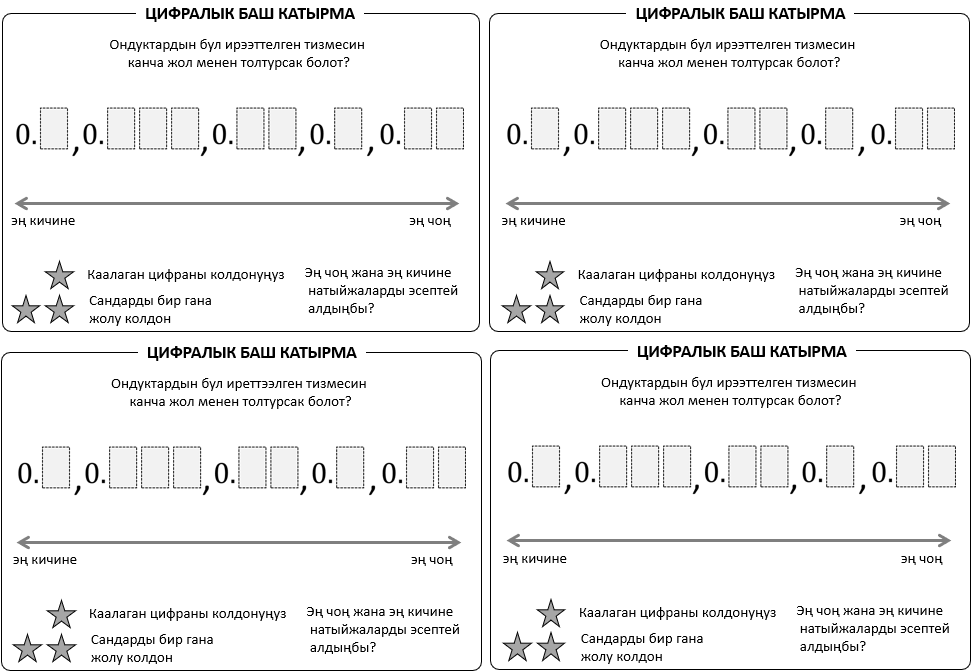 ЦИФРАЛЫК БАШ КАТЫРМА
Ондуктардын бул ирээттелген тизмесин
канча жол менен толтурсак болот?
0. , 0. , 0. , 0. , 0.
эң кичине эң чоң
Каалаган цифраны колдонуңуз
Сандарды бир гана
жолу колдон
Эң чоң жана эң кичине
натыйжаларды эсептей
алдыңбы?
ЦИФРАЛЫК БАШ КАТЫРМА
Ондуктардын бул ирээттелген тизмесин
канча жол менен толтурсак болот?
0. , 0. , 0. , 0. , 0.
эң кичине эң чоң
Каалаган цифраны колдонуңуз
Сандарды бир гана
жолу колдон
Эң чоң жана эң кичине
натыйжаларды эсептей
алдыңбы?
ЦИФРАЛЫК БАШ КАТЫРМА
Ондуктардын бул иреттээлген тизмесин
канча жол менен толтурсак болот?
0. , 0. , 0. , 0. , 0.
эң кичине эң чоң
Каалаган цифраны колдонуңуз
Сандарды бир гана
жолу колдон
Эң чоң жана эң кичине
натыйжаларды эсептей
алдыңбы?
ЦИФРАЛЫК БАШ КАТЫРМА
Ондуктардын бул ирээттелген тизмесин
канча жол менен толтурсак болот?
0. , 0. , 0. , 0. , 0.
эң кичине эң чоң
Каалаган цифраны колдонуңуз
Сандарды бир гана
жолу колдон
Эң чоң жана эң кичине
натыйжаларды эсептей
алдыңбы?